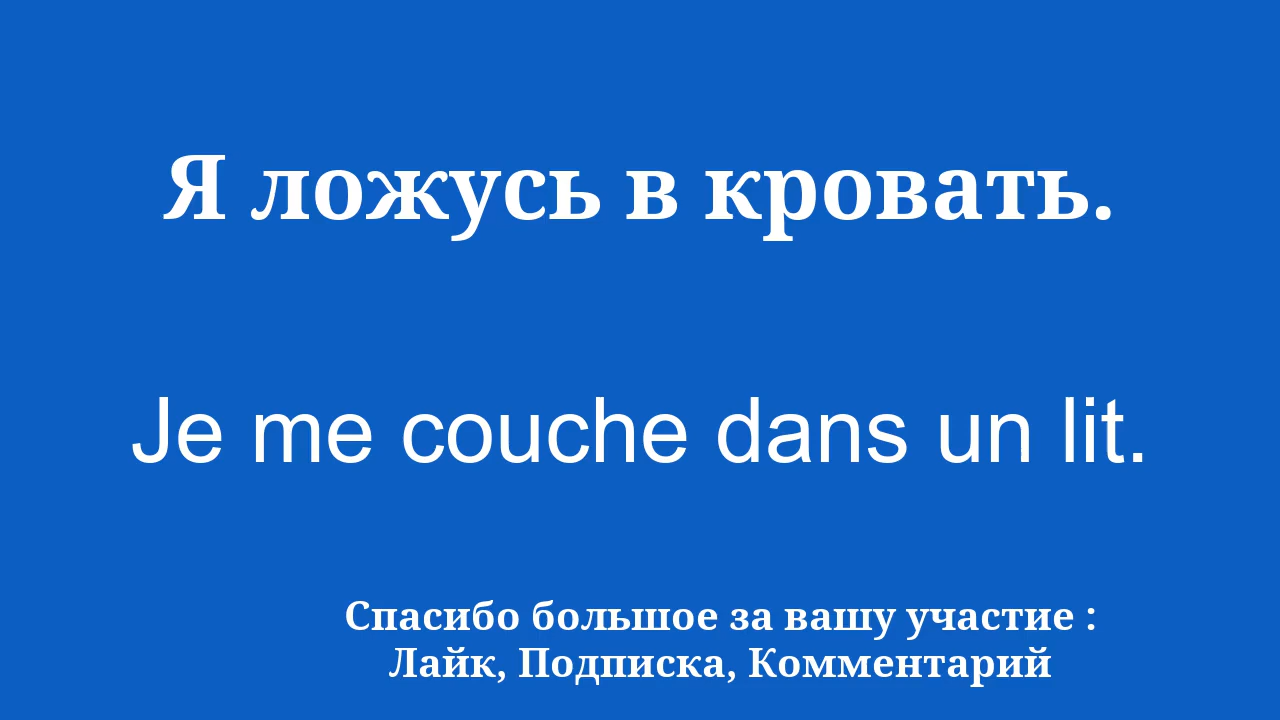 Я ложусь в кровать.
Je me couche dans un lit.
Спасибо большое за вашу участие :
Лайк, Подписка, Комментарий